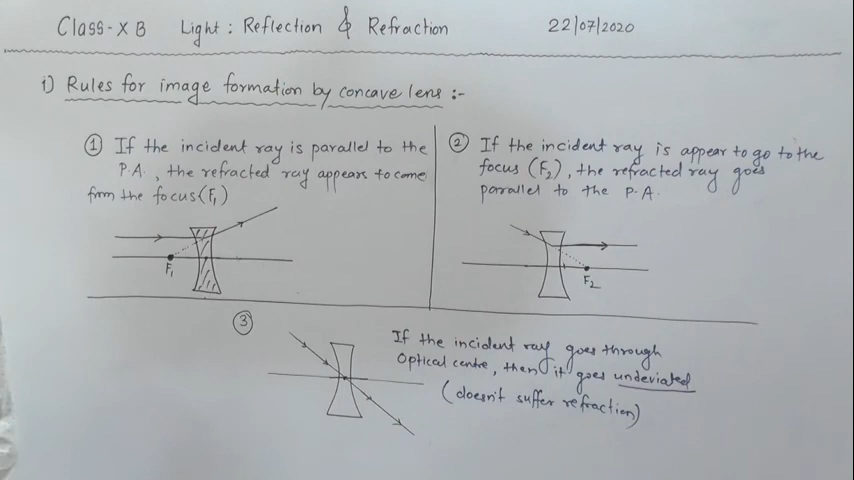 Class-X B Light: Reflection & Refraction 22/07/2020
i) Rules for image formation by concave lens :-
① If the incident ray is parallel to the
P.A., the refracted ray appears to come
from the focus (F₁)
F₁
② If the incident ray is appear to go to the
focus (F₂), the refracted ray goes
parallel to the P.A.
F₂
③
If the incident ray goes through
Optical centre, then it goes undeviated
(doesn't suffer refraction)